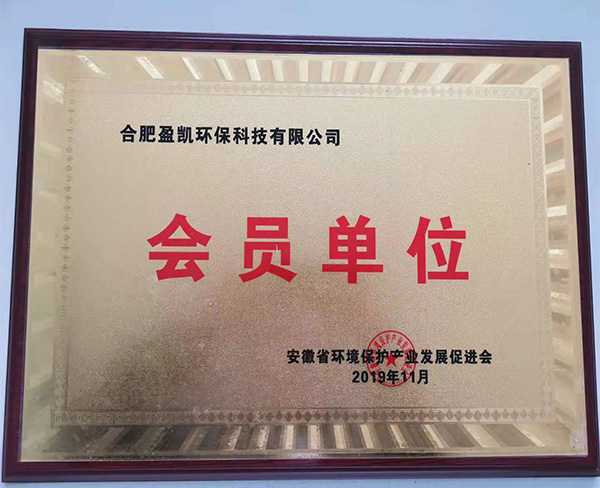 合肥盈凯环保科技有限公司
会员单位
安徽省环境保护产业发展促进会
2019年11月